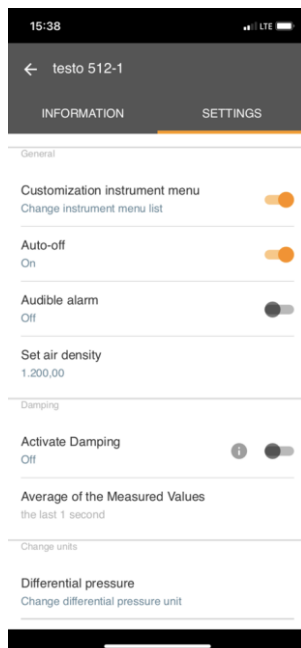 15:38
LTE
testo 512-1
INFORMATION SETTINGS
General
Customization instrument menu
Change instrument menu list
Auto-off
On
Audible alarm
Off
Set air density
1.200,00
Damping
Activate Damping
Off
Average of the Measured Values
the last 1 second
Change units
Differential pressure
Change differential pressure unit